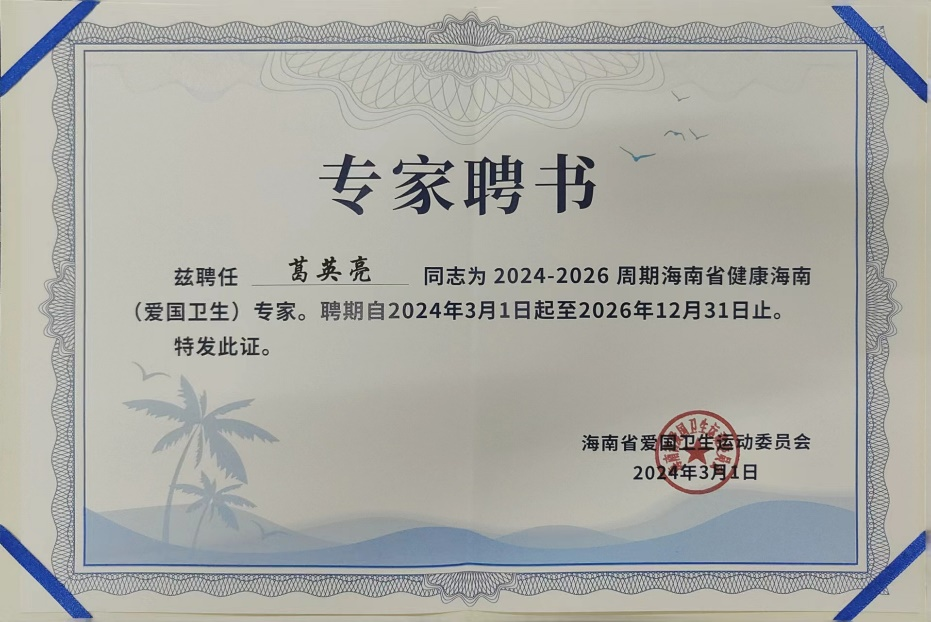 专家聘书
兹聘任 葛英亮 同志为 2024-2026 周期海南省健康海南
（爱国卫生）专家。聘期自2024年3月1日起至2026年12月31日止。
特发此证。
海南省爱国卫生运动委员会
2024年3月1日